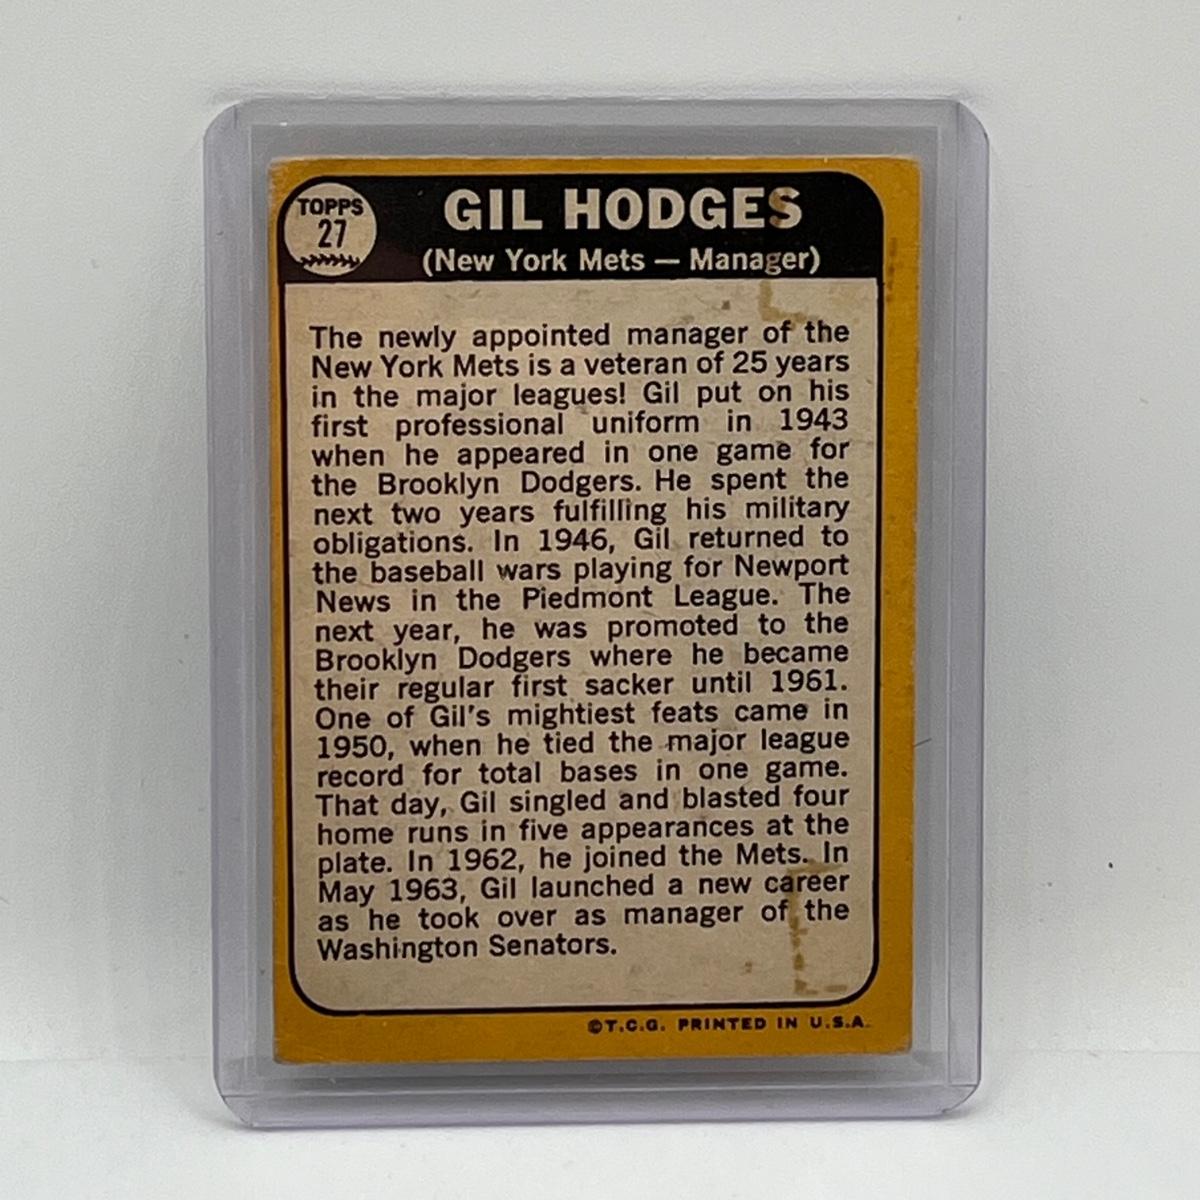 TOPPS
27
GIL HODGES
(New York Mets — Manager)
The newly appointed manager of the
New York Mets is a veteran of 25 years
in the major leagues! Gil put on his
first professional uniform in 1943
when he appeared in one game for
the Brooklyn Dodgers. He spent the
next two years fulfilling his military
obligations. In 1946, Gil returned to
the baseball wars playing for Newport
News in the Piedmont League. The
next year, he was promoted to the
Brooklyn Dodgers where he became
their regular first sacker until 1961.
One of Gil's mightiest feats came in
1950, when he tied the major league
record for total bases in one game.
That day, Gil singled and blasted four
home runs in five appearances at the
plate. In 1962, he joined the Mets. In
May 1963, Gil launched a new career
as he took over as manager of the
Washington Senators.
©T.C.G. PRINTED IN U.S.A.